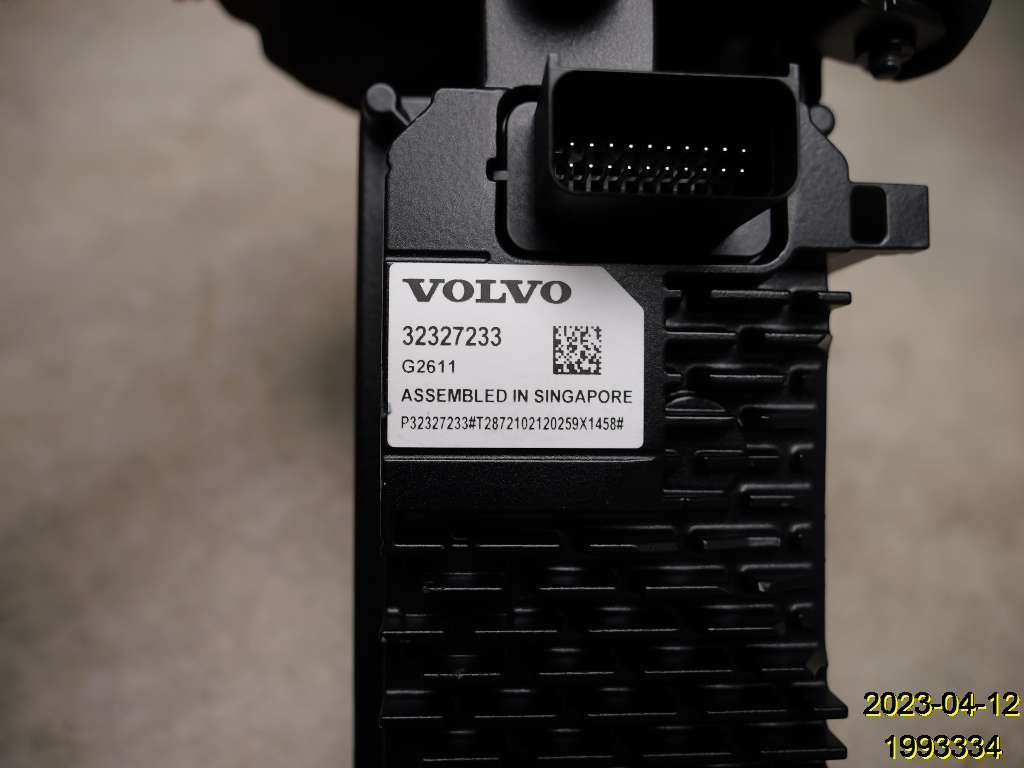 VOLVO
32327233
G2611
ASSEMBLED IN SINGAPORE
P32327233#T2872102120259X1458#
2023-04-12
1993334